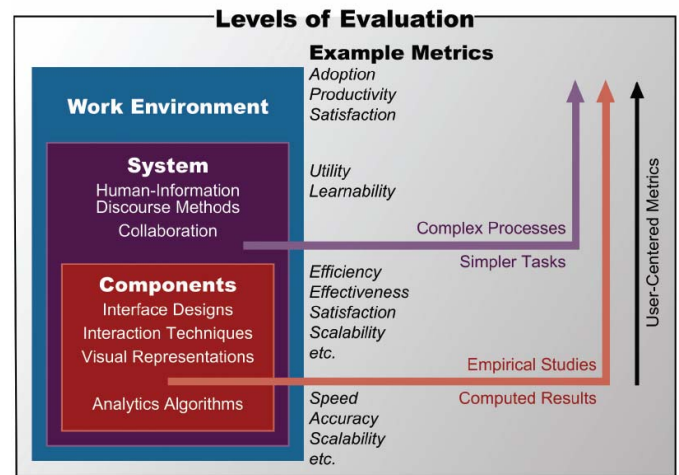 Levels of Evaluation
Example Metrics
Adoption
Productivity
Satisfaction
Work Environment
System
Human-Information
Discourse Methods
Collaboration
Utility
Learnability
Complex Processes
Simpler Tasks
Components
Interface Designs
Interaction Techniques
Visual Representations
Analytics Algorithms
Efficiency
Effectiveness
Satisfaction
Scalability
etc.
Empirical Studies
Computed Results
Speed
Accuracy
Scalability
etc.
User-Centered Metrics